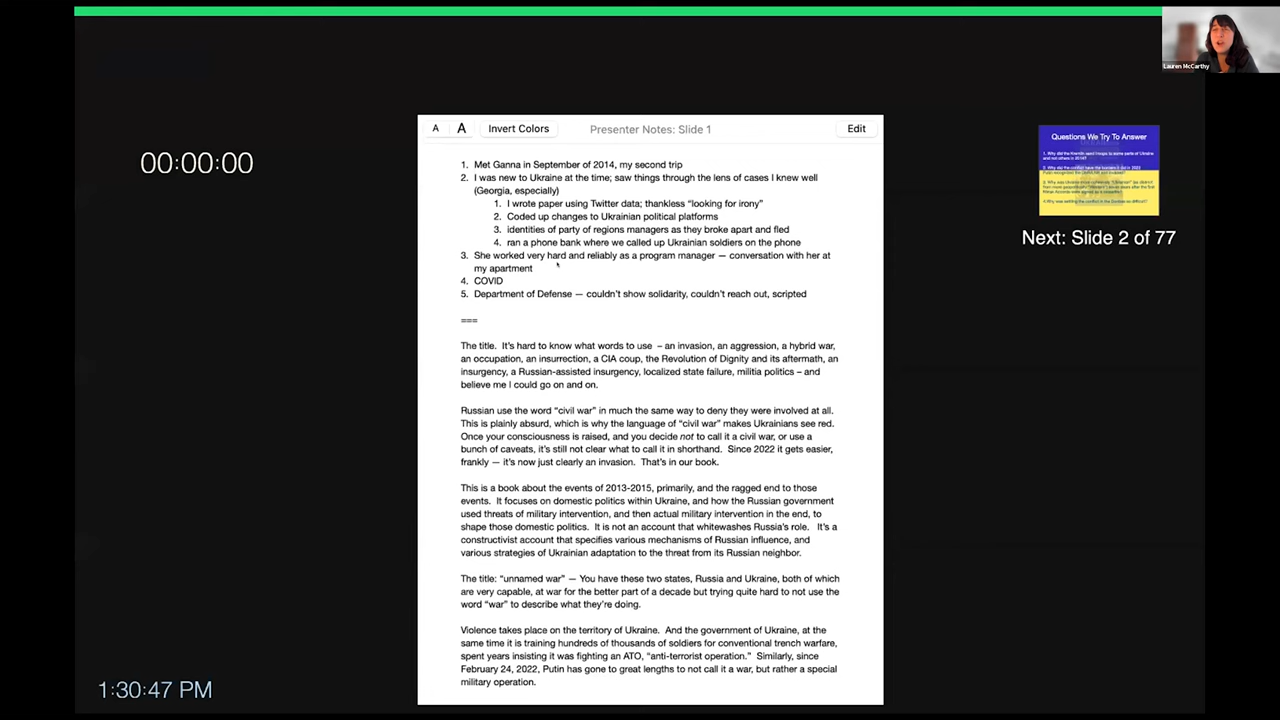 Lauren McCarthy
00:00:00
A A Invert Colors Presenter Notes: Slide 1 Edit
1. Met Ganna in September of 2014, my second trip
2. I was new to Ukraine at the time; saw things through the lens of cases I knew well
(Georgia, especially)
1. I wrote paper using Twitter data; thankless “looking for irony”
2. Coded up changes to Ukrainian political platforms
3. identities of party of regions managers as they broke apart and fled
4. ran a phone bank where we called up Ukrainian soldiers on the phone
3. She worked very hard and reliably as a program manager — conversation with her at
my apartment
4. COVID
5. Department of Defense — couldn’t show solidarity, couldn’t reach out, scripted
===
The title. It’s hard to know what words to use – an invasion, an aggression, a hybrid war,
an occupation, an insurrection, a CIA coup, the Revolution of Dignity and its aftermath, an
insurgency, a Russian-assisted insurgency, localized state failure, militia politics – and
believe me I could go on and on.
Russian use the word “civil war” in much the same way to deny they were involved at all.
This is plainly absurd, which is why the language of “civil war” makes Ukrainians see red.
Once your consciousness is raised, and you decide not to call it a civil war, or use a
bunch of caveats, it’s still not clear what to call it in shorthand. Since 2022 it gets easier,
frankly — it’s now just clearly an invasion. That’s in our book.
This is a book about the events of 2013-2015, primarily, and the ragged end to those
events. It focuses on domestic politics within Ukraine, and how the Russian government
used threats of military intervention, and then actual military intervention in the end, to
shape those domestic politics. It is not an account that whitewashes Russia’s role. It’s a
constructivist account that specifies various mechanisms of Russian influence, and
various strategies of Ukrainian adaptation to the threat from its Russian neighbor.
The title: “unnamed war” — You have these two states, Russia and Ukraine, both of which
are very capable, at war for the better part of a decade but trying quite hard to not use the
word “war” to describe what they’re doing.
Violence takes place on the territory of Ukraine. And the government of Ukraine, at the
same time it is training hundreds of thousands of soldiers for conventional trench warfare,
spent years insisting it was fighting an ATO, “anti-terrorist operation.” Similarly, since
February 24, 2022, Putin has gone to great lengths to not call it a war, but rather a special
military operation.
Questions We Try To Answer
Next: Slide 2 of 77
1:30:47 PM